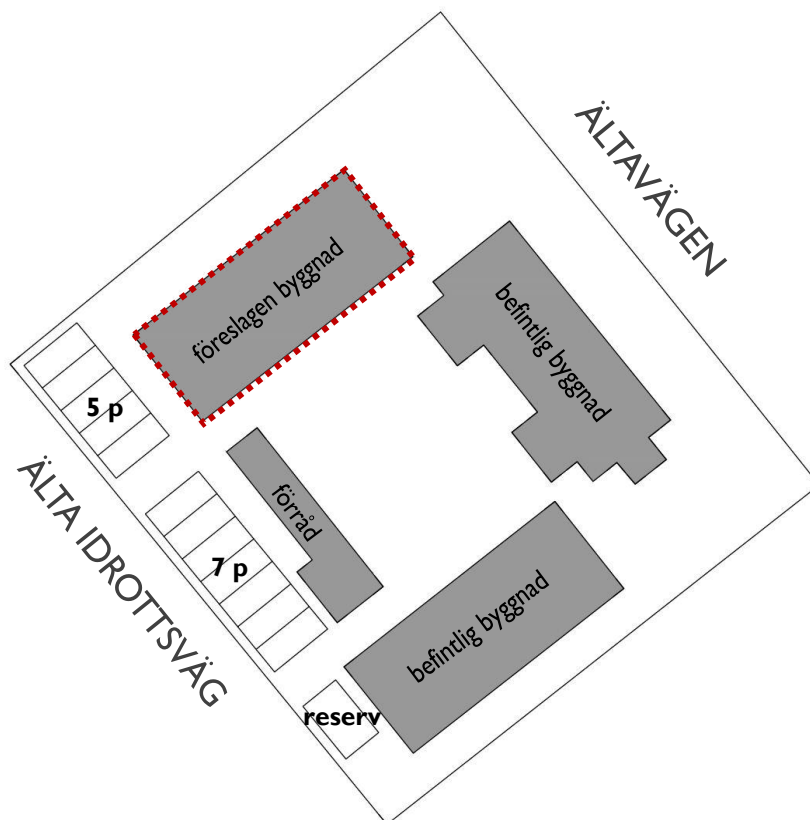 ÄLTAVÄGEN
föreslagen byggnad
befintlig byggnad
5 p
förråd
7 p
ÄLTA IDROTTSVÄG
befintlig byggnad
reserv